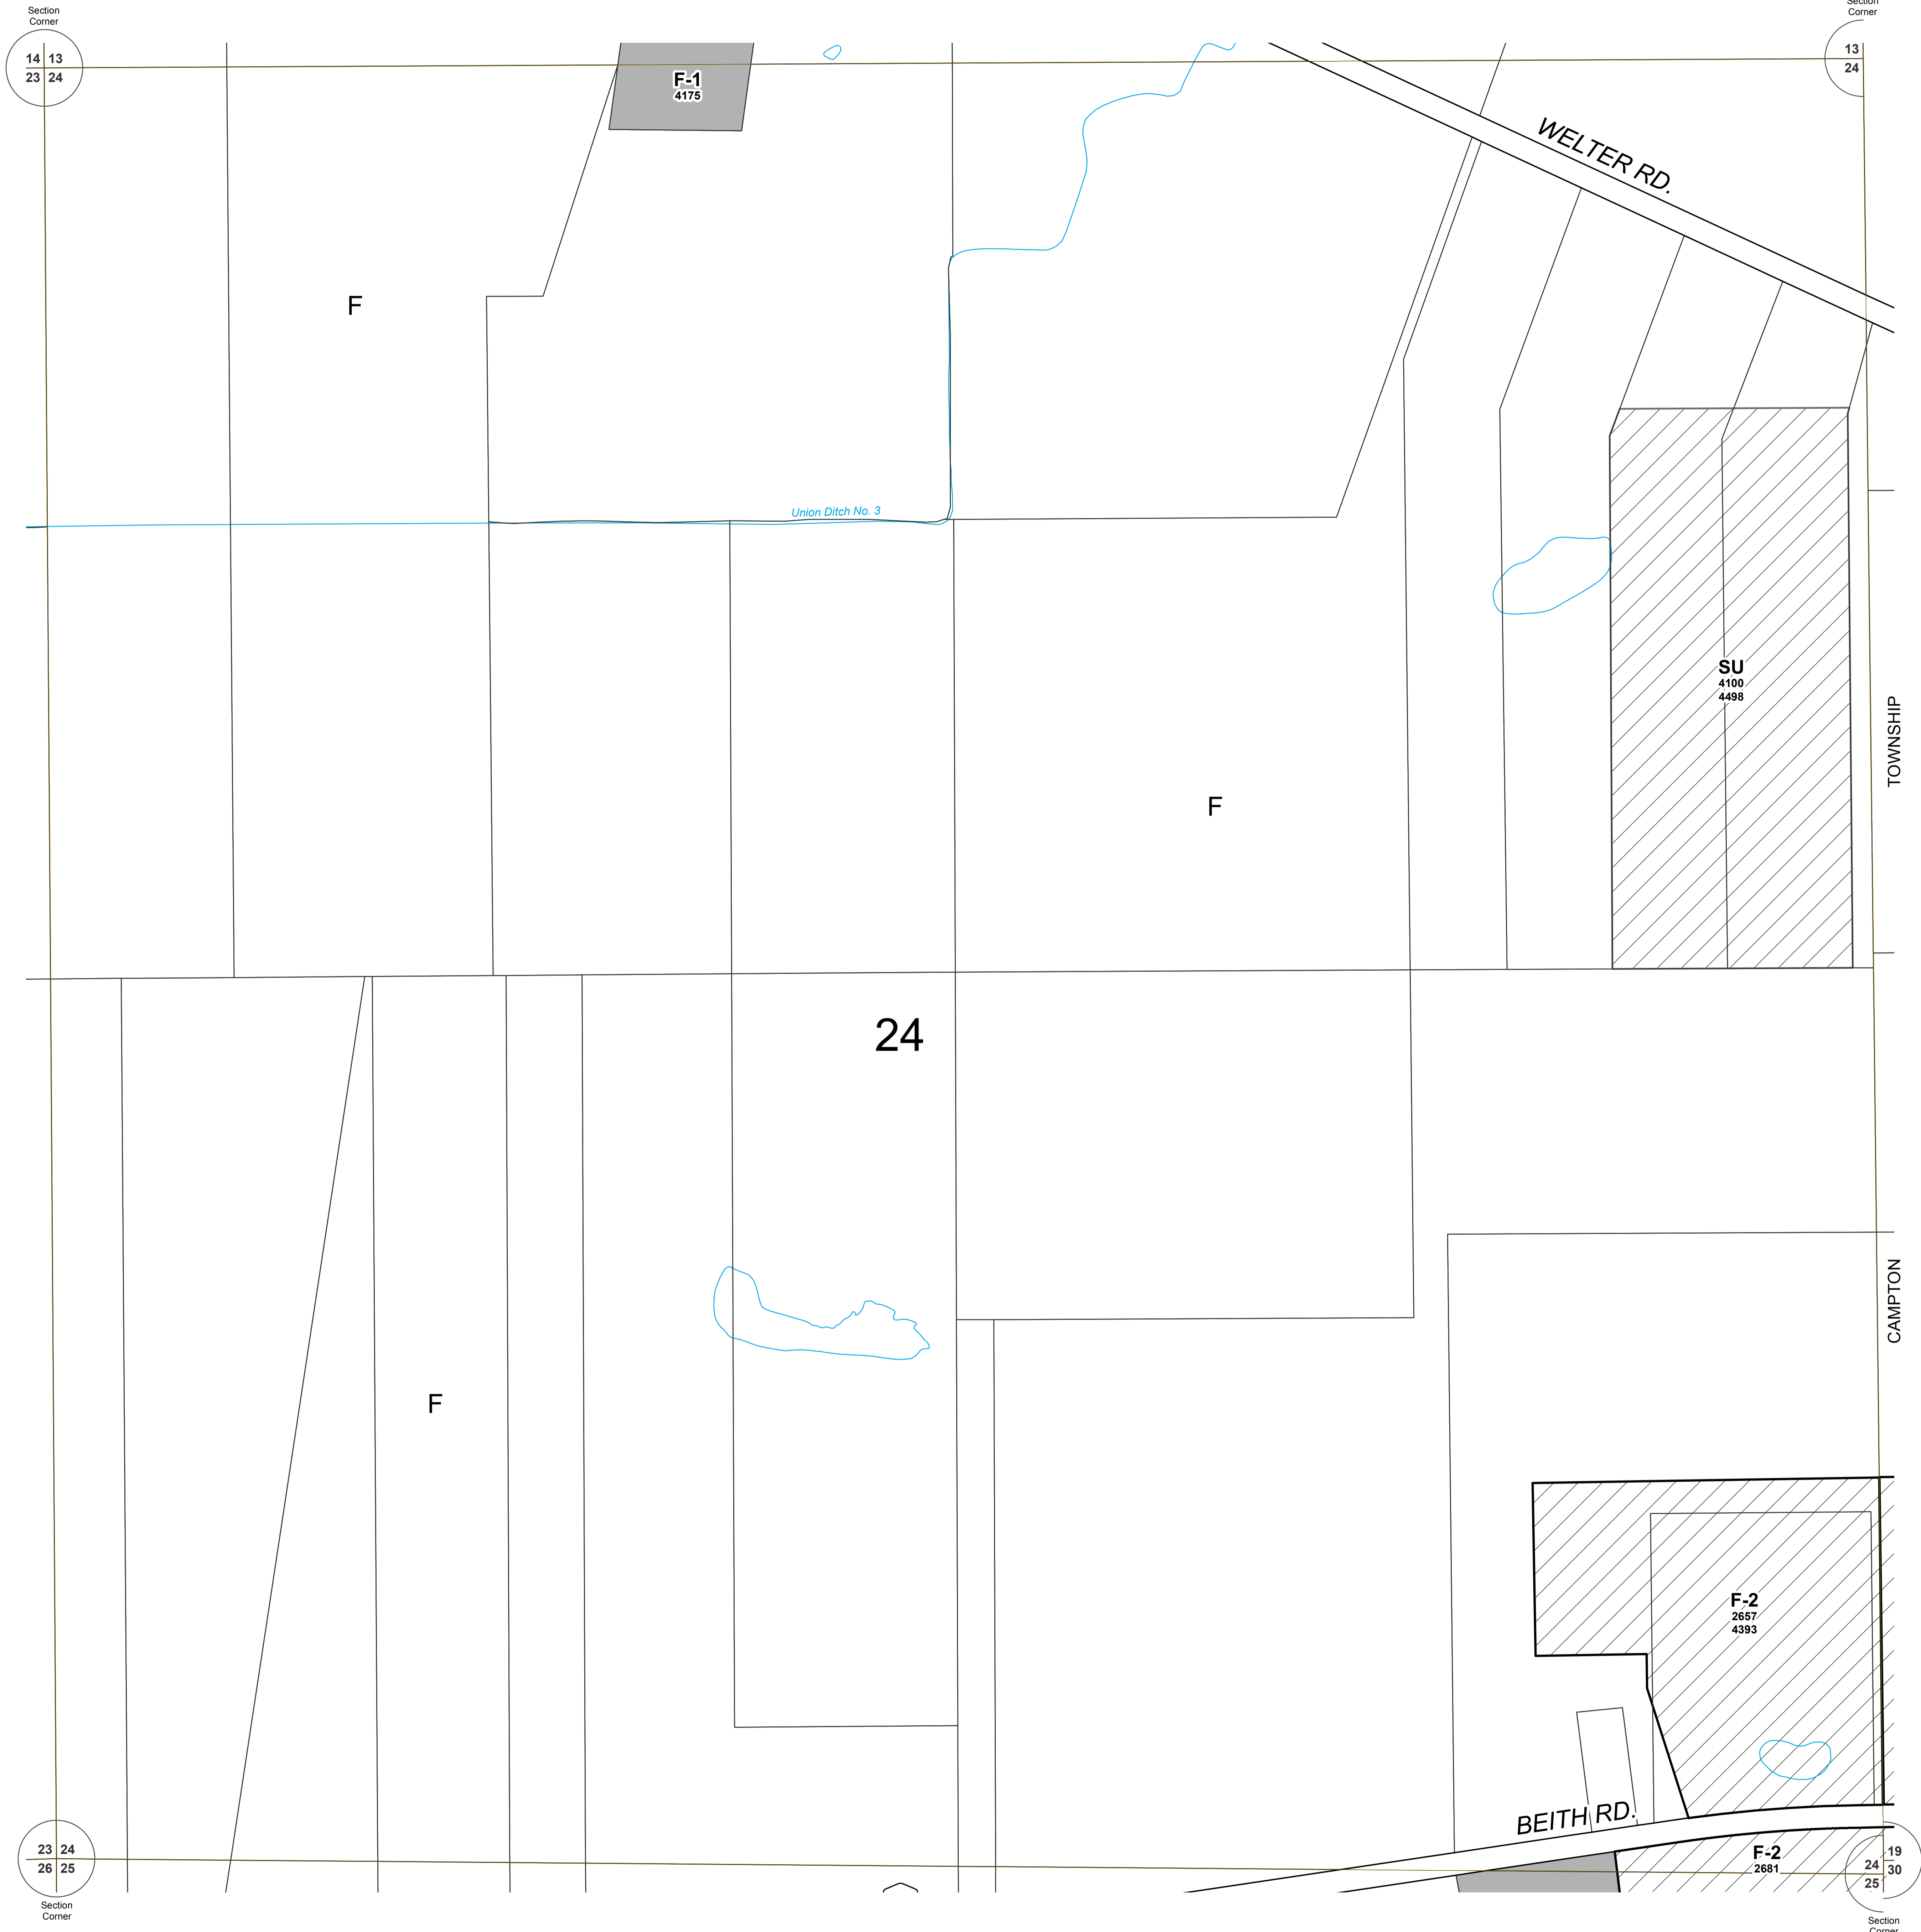 Section
Corner
Section
Corner
14 13
23 24
13
24
F-1
4175
WELTER RD.
F
Union Ditch No. 3
SU
4100
4498
TOWNSHIP
F
24
CAMPTON
F
F-2
2657
4393
BEITH RD.
23 24
26 25
F-2
2681
19
24 30
25
Section
Corner
Section
Corner